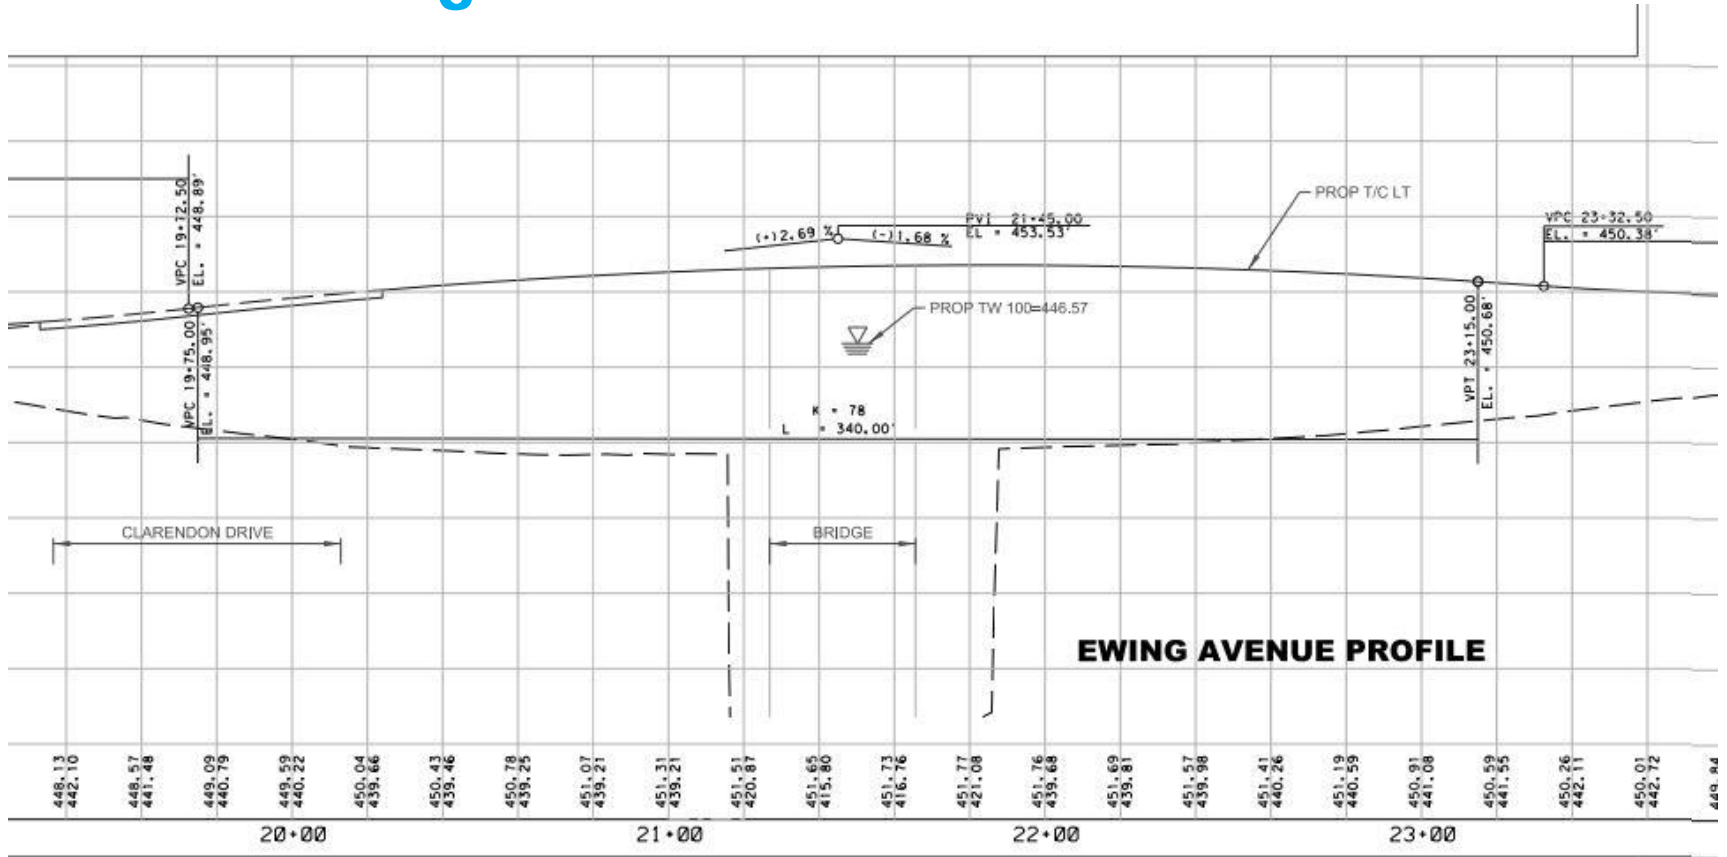 g
VPC 19+72.50
EL. = 448.89'
VPC 19+75.00
EL. = 448.95'
(+)2.69 %
(-)1.68 %
PVI 21+45.00
EL = 453.53'
PROP T/C LT
VPC 23+32.50
EL. = 450.38'
PROP TW 100=446.57
VPT 23+15.00
EL. = 450.68'
K = 78
L = 340.00'
CLARENDON DRIVE
BRIDGE
EWING AVENUE PROFILE
448.13
442.10
448.57
441.48
449.09
440.79
449.59
440.22
450.04
439.66
450.43
439.46
450.78
439.25
451.07
439.21
451.31
439.21
451.51
420.87
451.65
415.80
451.73
416.76
451.77
421.08
451.76
439.68
451.69
439.81
451.57
439.98
451.41
440.26
451.19
440.59
450.91
441.08
450.59
441.55
450.26
442.11
450.01
442.72
449.84
20+00
21+00
22+00
23+00